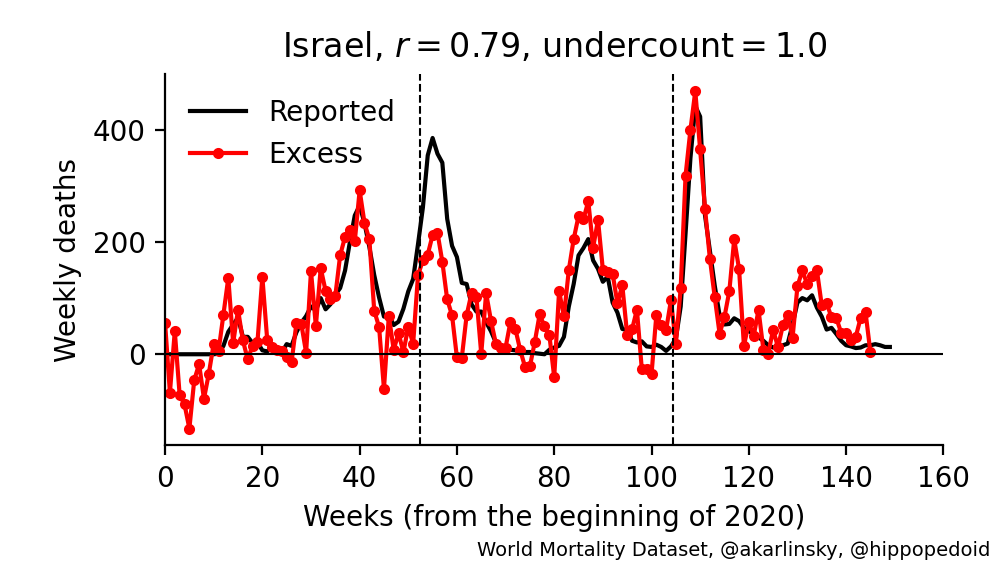 Israel, r = 0.79, undercount = 1.0
Reported
Excess
Weekly deaths
400
200
0
0 20 40 60 80 100 120 140 160
Weeks (from the beginning of 2020)
World Mortality Dataset, @akarlinsky, @hippopedoid